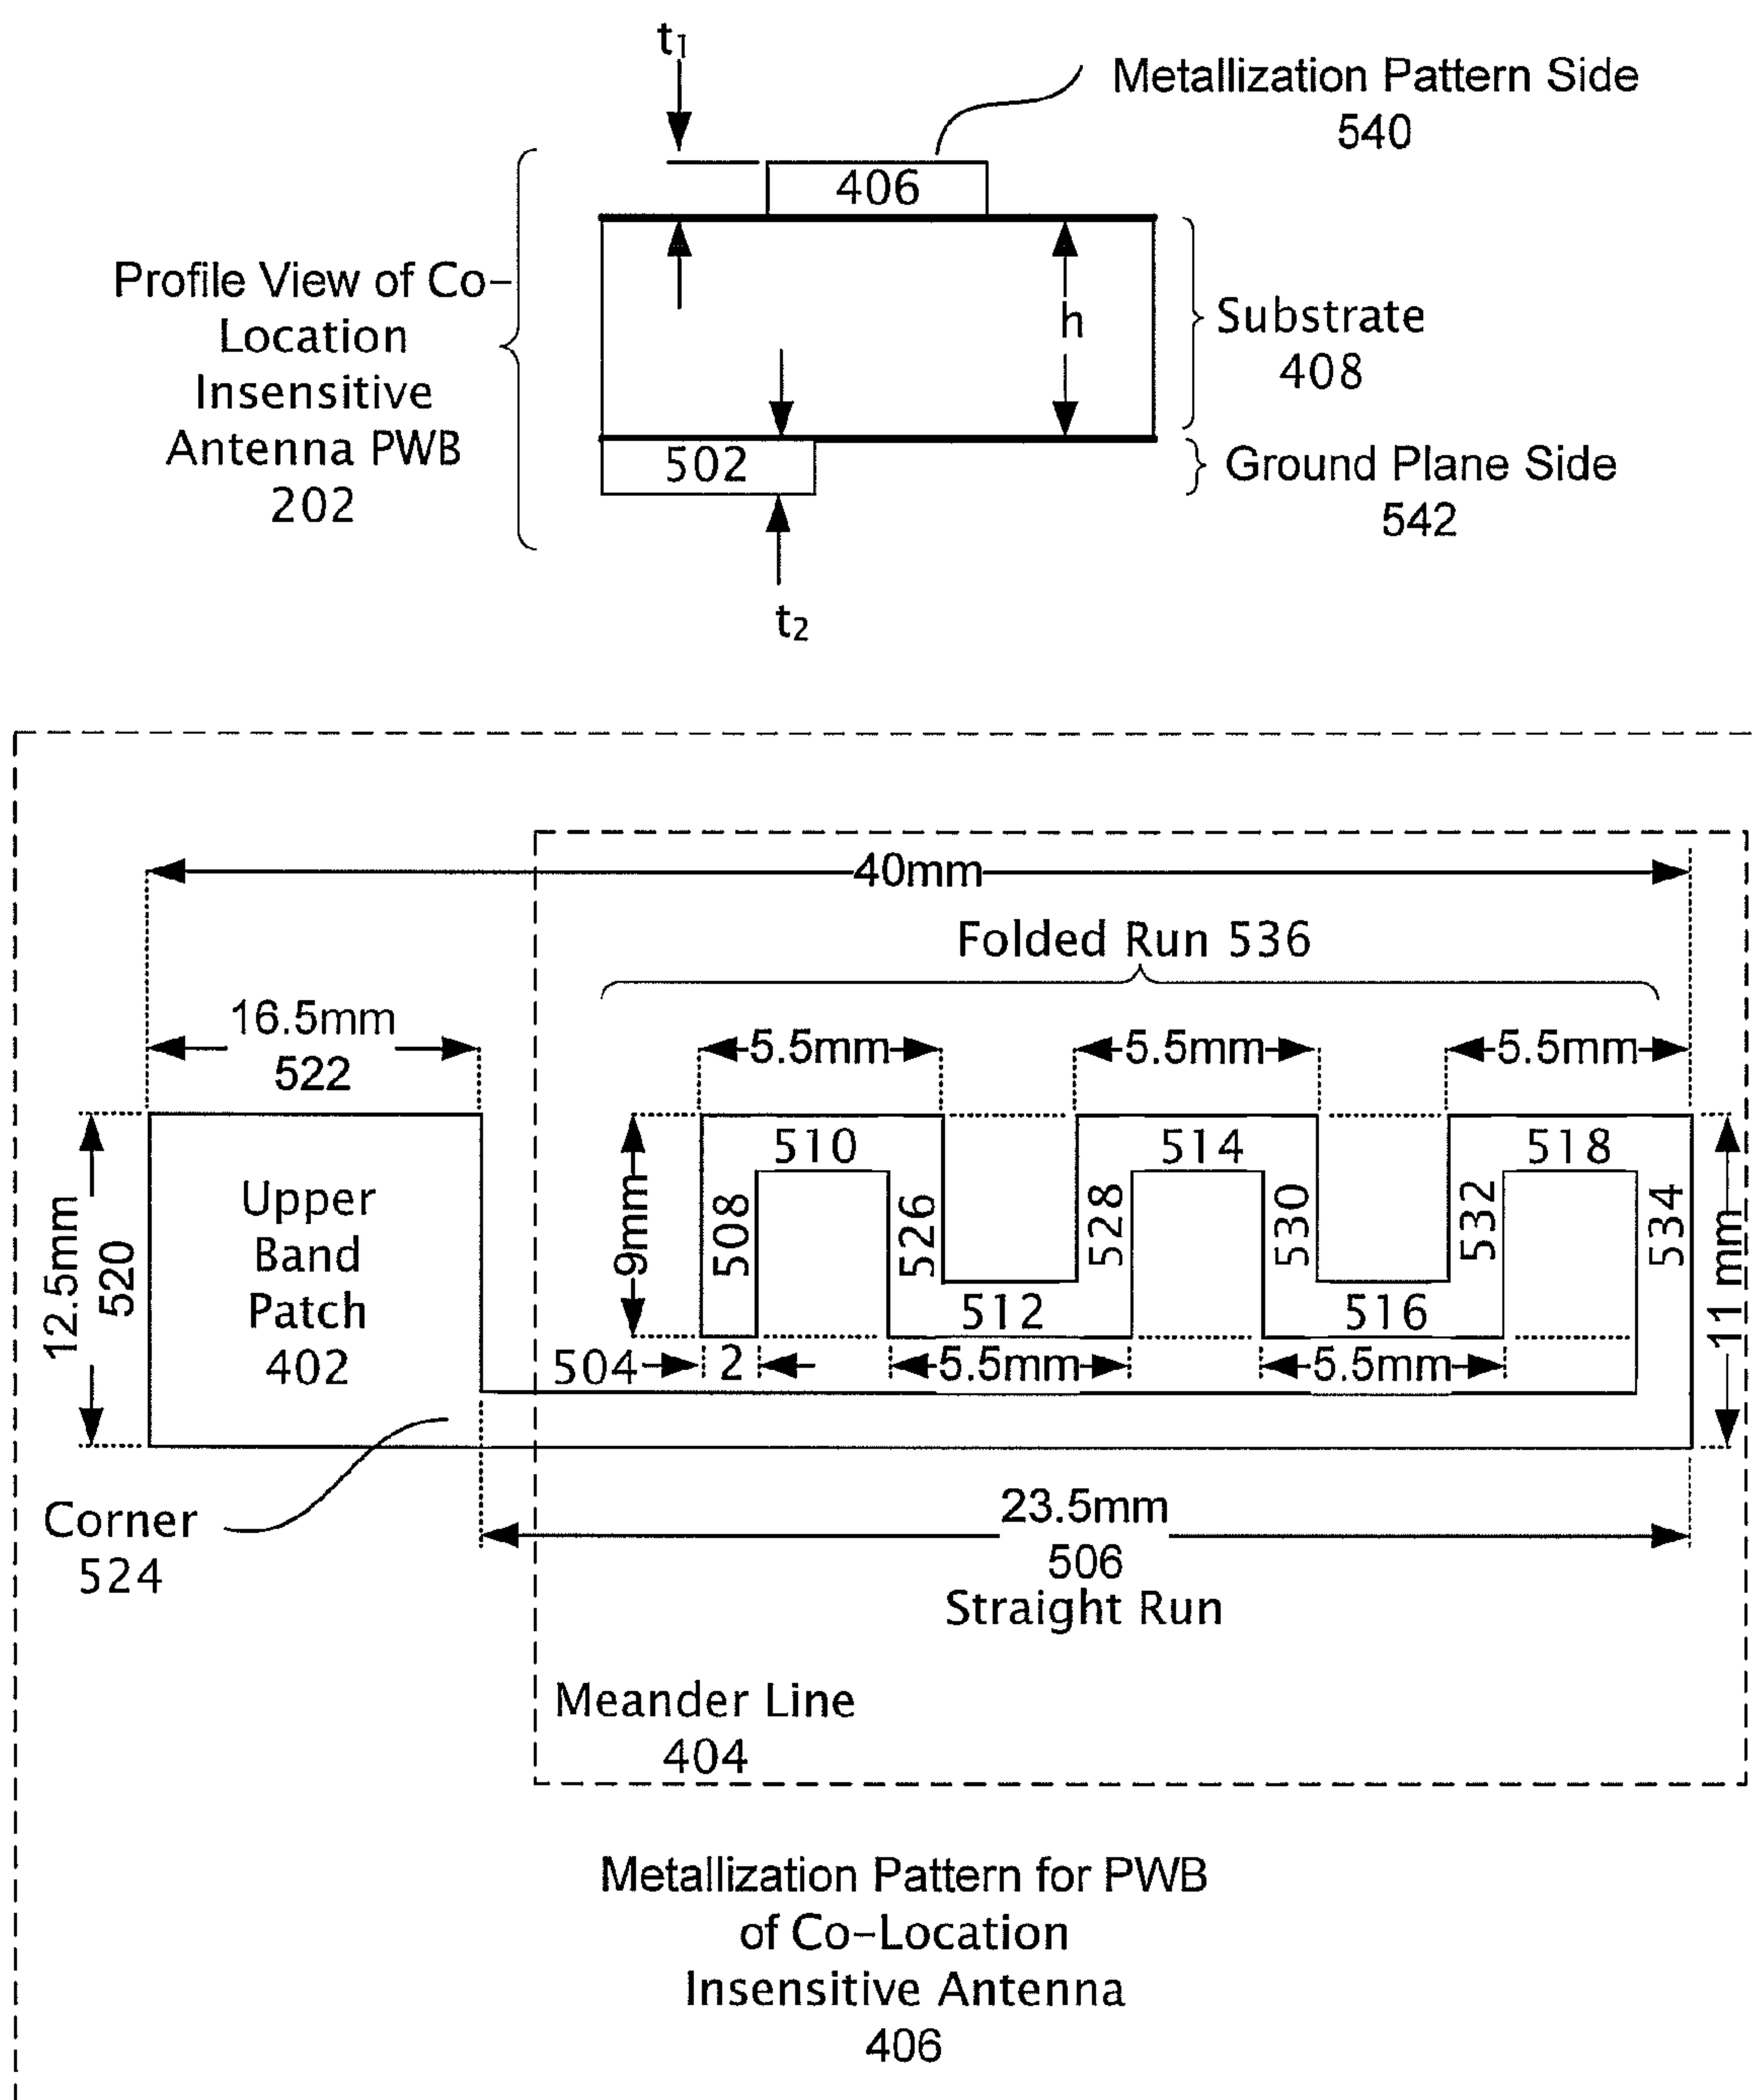 t1
Metallization Pattern Side
540
406
Profile View of Co-
Location
Insensitive
Antenna PWB
202
h
Substrate
408
502
Ground Plane Side
542
t2
40mm
Folded Run 536
16.5mm
522
5.5mm
5.5mm
5.5mm
12.5mm
520
Upper
Band
Patch
402
9mm
508
510
526
512
528
514
530
516
532
518
534
11 mm
504
2
5.5mm
5.5mm
Corner
524
23.5mm
506
Straight Run
Meander Line
404
Metallization Pattern for PWB
of Co-Location
Insensitive Antenna
406